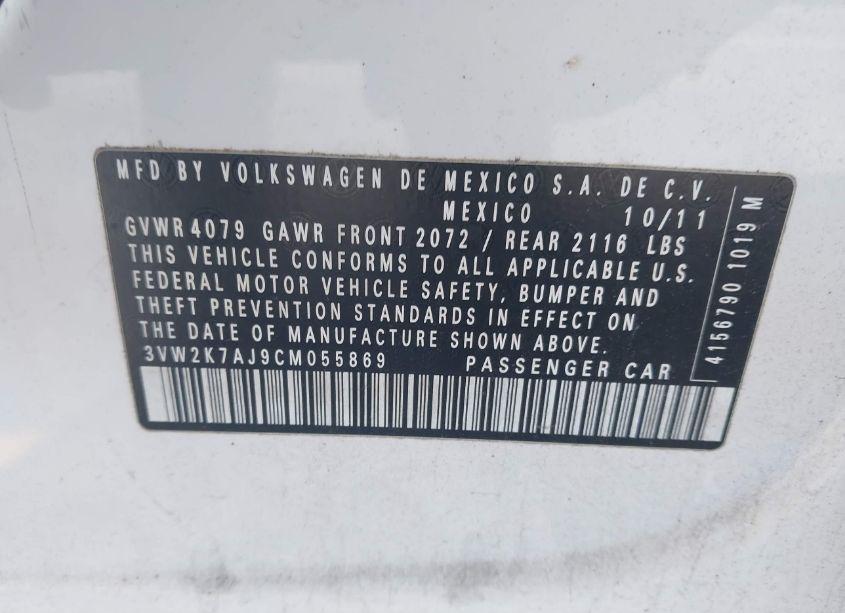 MFD BY VOLKSWAGEN DE MEXICO S.A. DE C.V.
MEXICO 10/11
GVWR 4079 GAWR FRONT 2072 / REAR 2116 LBS
THIS VEHICLE CONFORMS TO ALL APPLICABLE U.S.
FEDERAL MOTOR VEHICLE SAFETY, BUMPER AND
THEFT PREVENTION STANDARDS IN EFFECT ON
THE DATE OF MANUFACTURE SHOWN ABOVE.
3VW2K7AJ9CM055869 PASSENGER CAR
4156790 1019 M